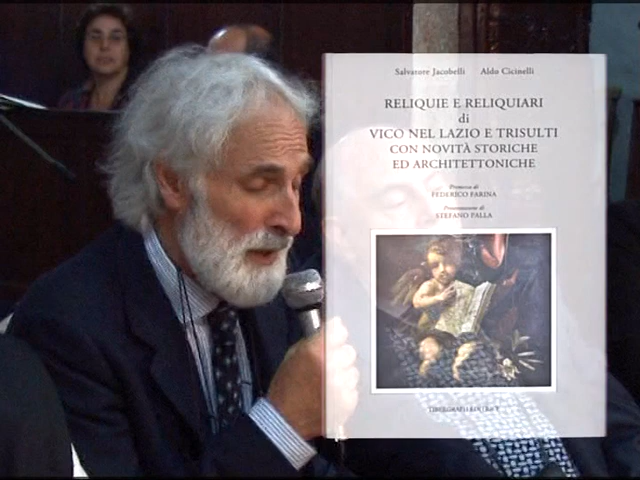 Salvatore Jacobelli Aldo Cicinelli
RELIQUIE E RELIQUIARI
di
VICO NEL LAZIO E TRISULTI
CON NOVITÀ STORICHE
ED ARCHITETTONICHE
Premessa di
FEDERICO FARINA
Presentazione di
STEFANO PALLA